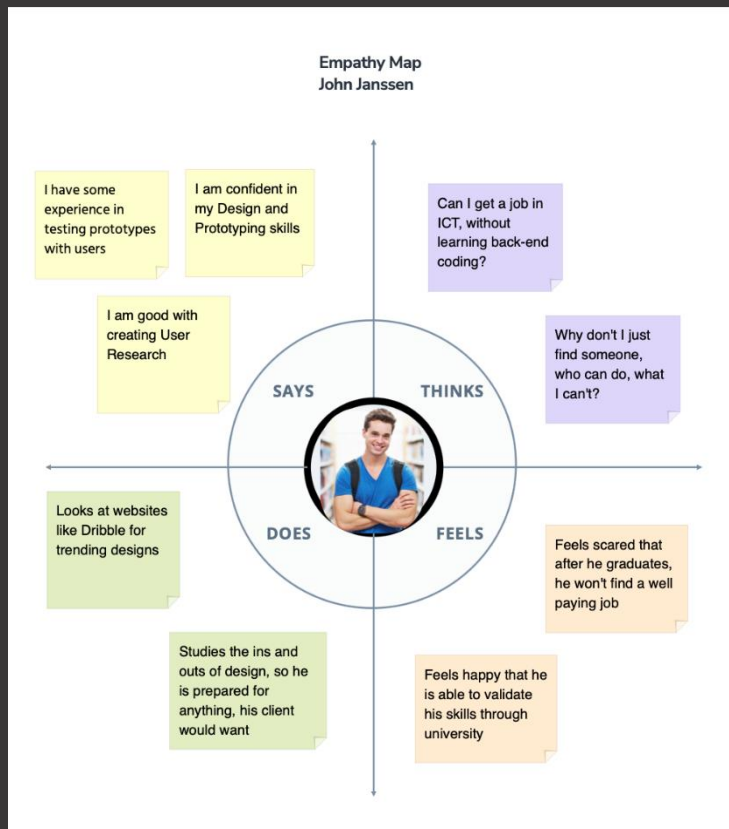 Empathy Map
John Janssen
I have some
experience in
testing prototypes
with users
I am confident in
my Design and
Prototyping skills
I am good with
creating User
Research
Can I get a job in
ICT, without
learning back-end
coding?
Why don't I just
find someone,
who can do, what
I can't?
SAYS
THINKS
DOES
FEELS
Looks at websites
like Dribble for
trending designs
Studies the ins and
outs of design, so he
is prepared for
anything, his client
would want
Feels scared that
after he graduates,
he won't find a well
paying job
Feels happy that he
is able to validate
his skills through
university